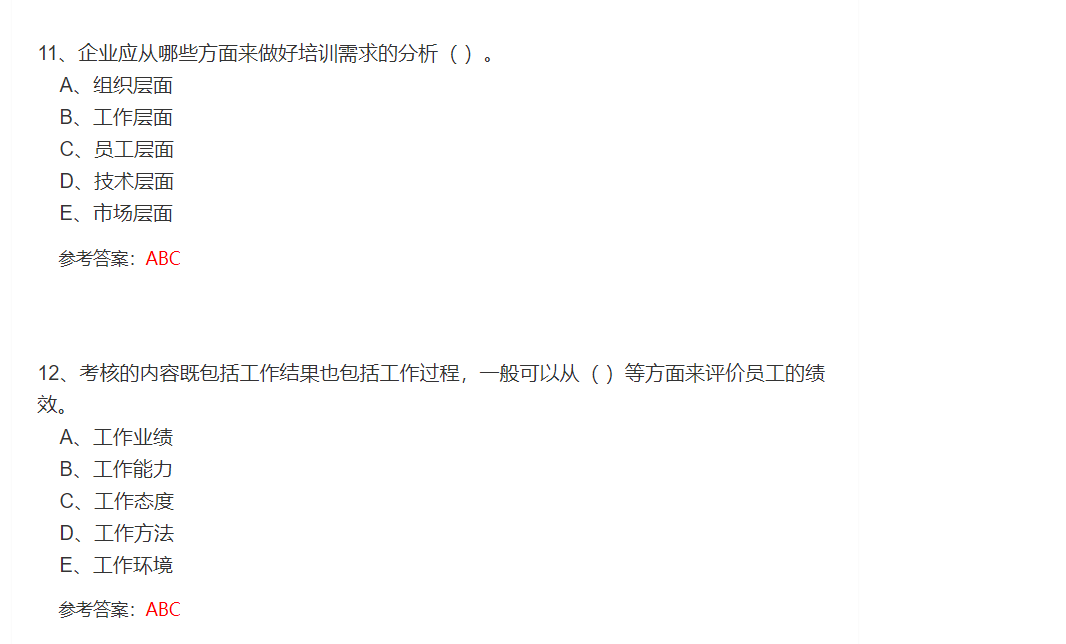 11、企业应从哪些方面来做好培训需求的分析（ ）。
A、组织层面
B、工作层面
C、员工层面
D、技术层面
E、市场层面
参考答案：ABC
12、考核的内容既包括工作结果也包括工作过程，一般可以从（ ）等方面来评价员工的绩
效。
A、工作业绩
B、工作能力
C、工作态度
D、工作方法
E、工作环境
参考答案：ABC